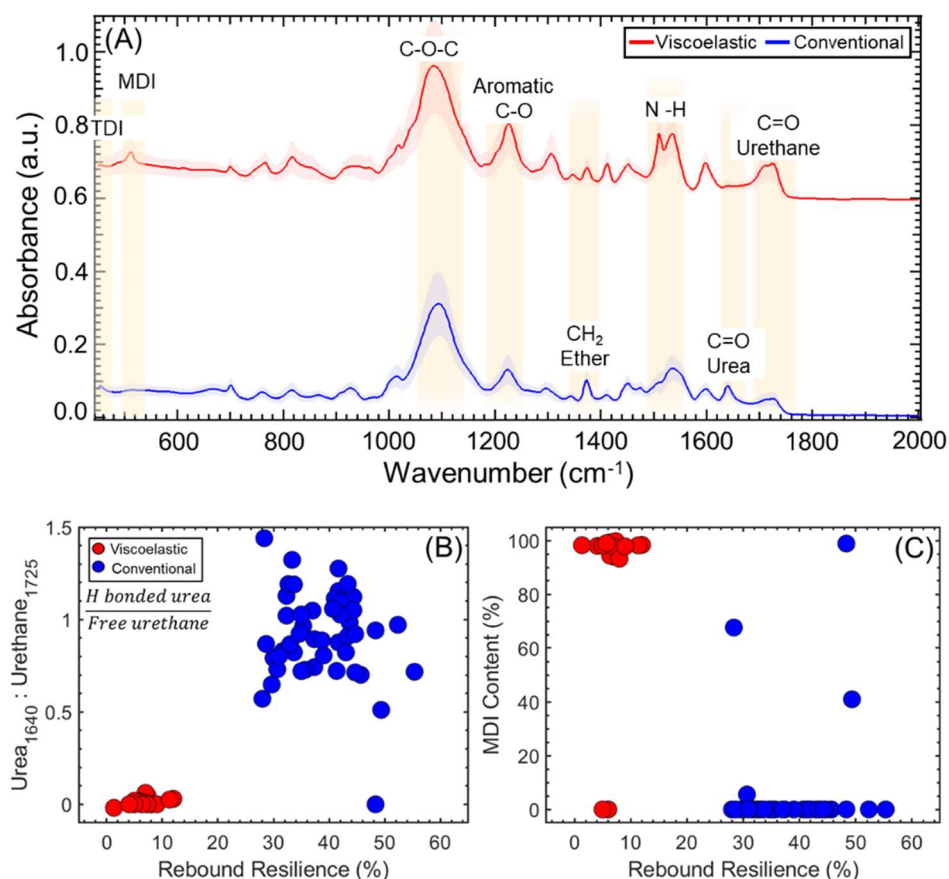 (A)
Viscoelastic Conventional
C-O-C
MDI
Aromatic
C-O
N -H
TDI
C=O
Urethane
CH₂
Ether
C=O
Urea
Absorbance (a.u.)
1.0
0.8
0.6
0.4
0.2
0.0
600 800 1000 1200 1400 1600 1800 2000
Wavenumber (cm⁻¹)
(B)
Viscoelastic
Conventional
H bonded urea
Free urethane
Urea₁₆₄₀ : Urethane₁₇₂₅
1.5
1
0.5
0
0 10 20 30 40 50 60
Rebound Resilience (%)
(C)
MDI Content (%)
100
80
60
40
20
0
0 10 20 30 40 50 60
Rebound Resilience (%)